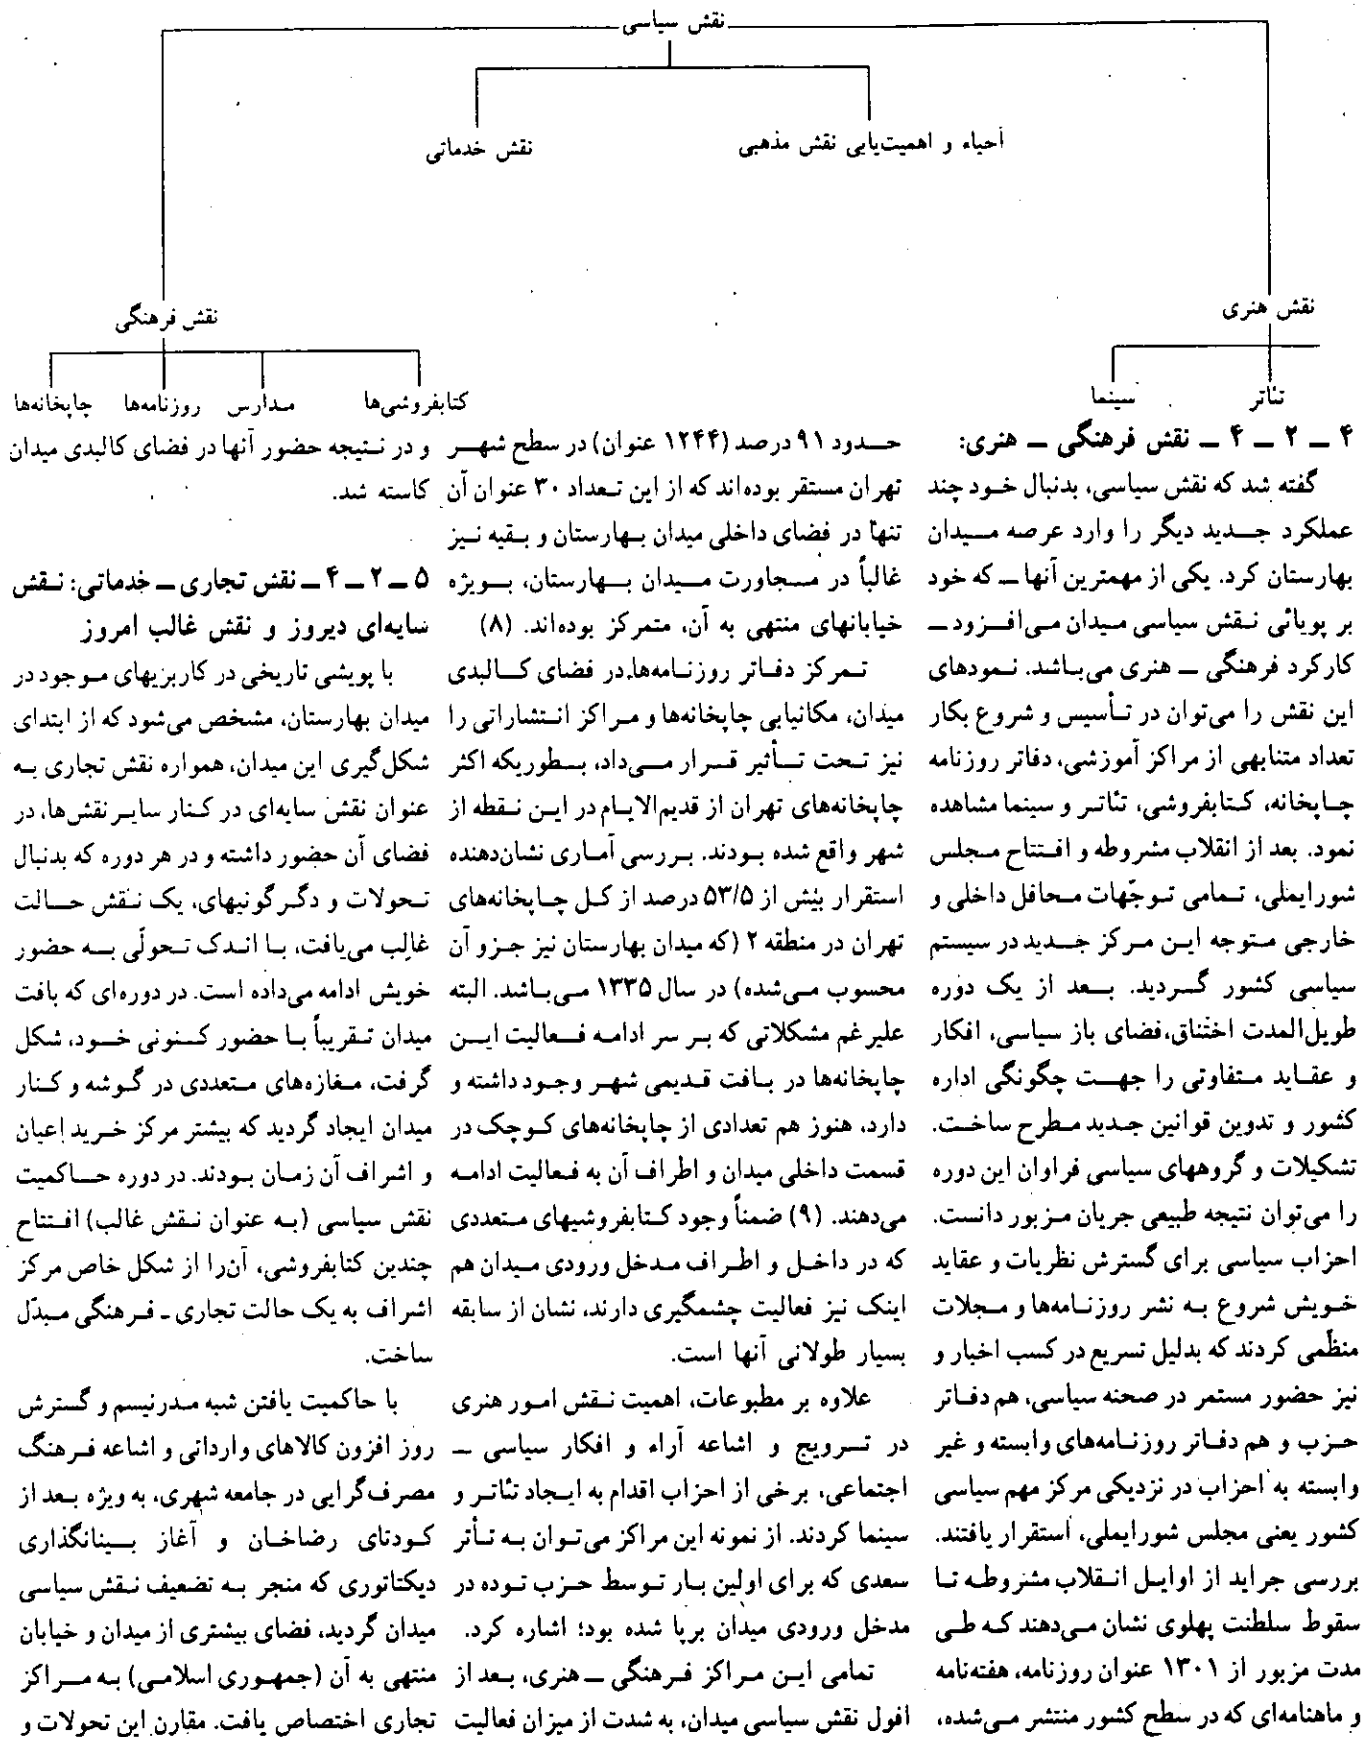 نقش سیاسی
احیاء و اهمیت‌یابی نقش مذهبی
نقش خدماتی
نقش هنری
نقش فرهنگی
تئاتر
سینما
کتابفروشی‌ها
مدارس
روزنامه‌ها
چاپخانه‌ها
۴ ـ ۲ ـ ۴ ـ نقش فرهنگی ـ هنری:
گفته شد که نقش سیاسی، بدنبال خود چند
عملکرد جدید دیگر را وارد عرصه میدان
بهارستان کرد. یکی از مهمترین آنها ـ که خود
بر پویائی نقش سیاسی میدان می‌افزود ـ
کارکرد فرهنگی ـ هنری می‌باشد. نمودهای
این نقش را می‌توان در تأسیس و شروع بکار
تعداد متنابهی از مراکز آموزشی، دفاتر روزنامه
چاپخانه، کتابفروشی، تئاتر و سینما مشاهده
نمود. بعد از انقلاب مشروطه و افتتاح مجلس
شورایملی، تمامی توجّهات محافل داخلی و
خارجی متوجه این مرکز جدید در سیستم
سیاسی کشور گردید. بعد از یک دوره
طویل‌المدت اختناق، فضای باز سیاسی، افکار
و عقاید متفاوتی را جهت چگونگی اداره
کشور و تدوین قوانین جدید مطرح ساخت.
تشکیلات و گروههای سیاسی فراوان این دوره
را می‌توان نتیجه طبیعی جریان مزبور دانست.
احزاب سیاسی برای گسترش نظریات و عقاید
خویش شروع به نشر روزنامه‌ها و مجلات
منظّمی کردند که بدلیل تسریع در کسب اخبار و
نیز حضور مستمر در صحنه سیاسی، هم دفاتر
حزب و هم دفاتر روزنامه‌های وابسته و غیر
وابسته به احزاب در نزدیکی مرکز مهم سیاسی
کشور یعنی مجلس شورایملی، استقرار یافتند.
بررسی جراید از اوایل انقلاب مشروطه تا
سقوط سلطنت پهلوی نشان می‌دهند که طی
مدت مزبور از ۱۳۰۱ عنوان روزنامه، هفته‌نامه
و ماهنامه‌ای که در سطح کشور منتشر می‌شده،
حدود ۹۱ درصد (۱۲۴۴ عنوان) در سطح شهر
تهران مستقر بوده‌اند که از این تعداد ۳۰ عنوان آن
تنها در فضای داخلی میدان بهارستان و بقیه نیز
غالباً در مجاورت میدان بهارستان، بویژه
خیابانهای منتهی به آن، متمرکز بوده‌اند. (۸)
تمرکز دفاتر روزنامه‌ها در فضای کالبدی
میدان، مکانیابی چاپخانه‌ها و مراکز انتشاراتی را
نیز تحت تأثیر قرار می‌داد، بطوریکه اکثر
چاپخانه‌های تهران از قدیم‌الایام در این نقطه از
شهر واقع شده بودند. بررسی آماری نشان‌دهنده
استقرار بیش از ۵۳/۵ درصد از کل چاپخانه‌های
تهران در منطقه ۲ (که میدان بهارستان نیز جزو آن
محسوب می‌شده) در سال ۱۳۳۵ می‌باشد. البته
علیرغم مشکلاتی که بر سر ادامه فعالیت این
چاپخانه‌ها در بافت قدیمی شهر وجود داشته و
دارد، هنوز هم تعدادی از چاپخانه‌های کوچک در
قسمت داخلی میدان و اطراف آن به فعالیت ادامه
می‌دهند. (۹) ضمناً وجود کتابفروشیهای متعددی
که در داخل و اطراف مدخل ورودی میدان هم
اینک نیز فعالیت چشمگیری دارند، نشان از سابقه
بسیار طولانی آنها است.
علاوه بر مطبوعات، اهمیت نقش امور هنری
در ترویج و اشاعه آراء و افکار سیاسی ـ
اجتماعی، برخی از احزاب اقدام به ایجاد تئاتر و
سینما کردند. از نمونه این مراکز می‌توان به تأتر
سعدی که برای اولین بار توسط حزب توده در
مدخل ورودی میدان برپا شده بود؛ اشاره کرد.
تمامی این مراکز فرهنگی ـ هنری، بعد از
افول نقش سیاسی میدان، به شدت از میزان فعالیت
و در نتیجه حضور آنها در فضای کالبدی میدان
کاسته شد.
۵ ـ ۲ ـ ۴ ـ نقش تجاری ـ خدماتی: نقش
سایه‌ای دیروز و نقش غالب امروز
با پویشی تاریخی در کاربریهای موجود در
میدان بهارستان، مشخص می‌شود که از ابتدای
شکل‌گیری این میدان، همواره نقش تجاری به
عنوان نقش سایه‌ای در کنار سایر نقش‌ها، در
فضای آن حضور داشته و در هر دوره که بدنبال
تحولات و دگرگونیهای، یک نقش حالت
غالب می‌یافت، با اندک تحولّی به حضور
خویش ادامه می‌داده است. در دوره‌ای که بافت
میدان تقریباً با حضور کنونی خود، شکل
گرفت، مغازه‌های متعددی در گوشه و کنار
میدان ایجاد گردید که بیشتر مرکز خرید اعیان
و اشراف آن زمان بودند. در دوره حاکمیت
نقش سیاسی (به عنوان نقش غالب) افتتاح
چندین کتابفروشی، آن‌را از شکل خاص مرکز
اشراف به یک حالت تجاری ـ فرهنگی مبدّل
ساخت.
با حاکمیت یافتن شبه مدرنیسم و گسترش
روز افزون کالاهای وارداتی و اشاعه فرهنگ
مصرف‌گرایی در جامعه شهری، به ویژه بعد از
کودتای رضاخان و آغاز بینانگذاری
دیکتاتوری که منجر به تضعیف نقش سیاسی
میدان گردید، فضای بیشتری از میدان و خیابان
منتهی به آن (جمهوری اسلامی) به مراکز
تجاری اختصاص یافت. مقارن این تحولات و